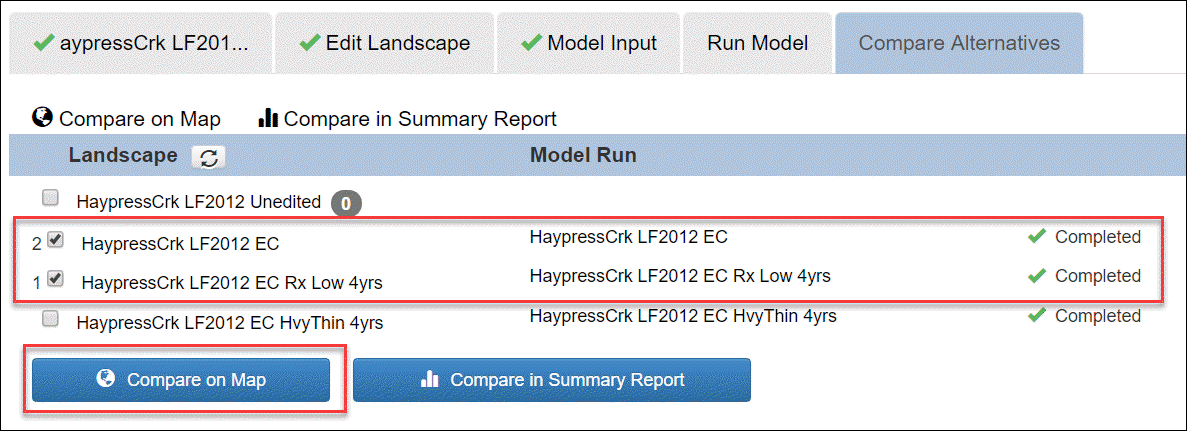 aypressCrk LF201... Edit Landscape Model Input Run Model Compare Alternatives
Compare on Map Compare in Summary Report
Landscape Model Run
HaypressCrk LF2012 Unedited 0
2 HaypressCrk LF2012 EC HaypressCrk LF2012 EC Completed
1 HaypressCrk LF2012 EC Rx Low 4yrs HaypressCrk LF2012 EC Rx Low 4yrs Completed
HaypressCrk LF2012 EC HvyThin 4yrs HaypressCrk LF2012 EC HvyThin 4yrs Completed
Compare on Map Compare in Summary Report